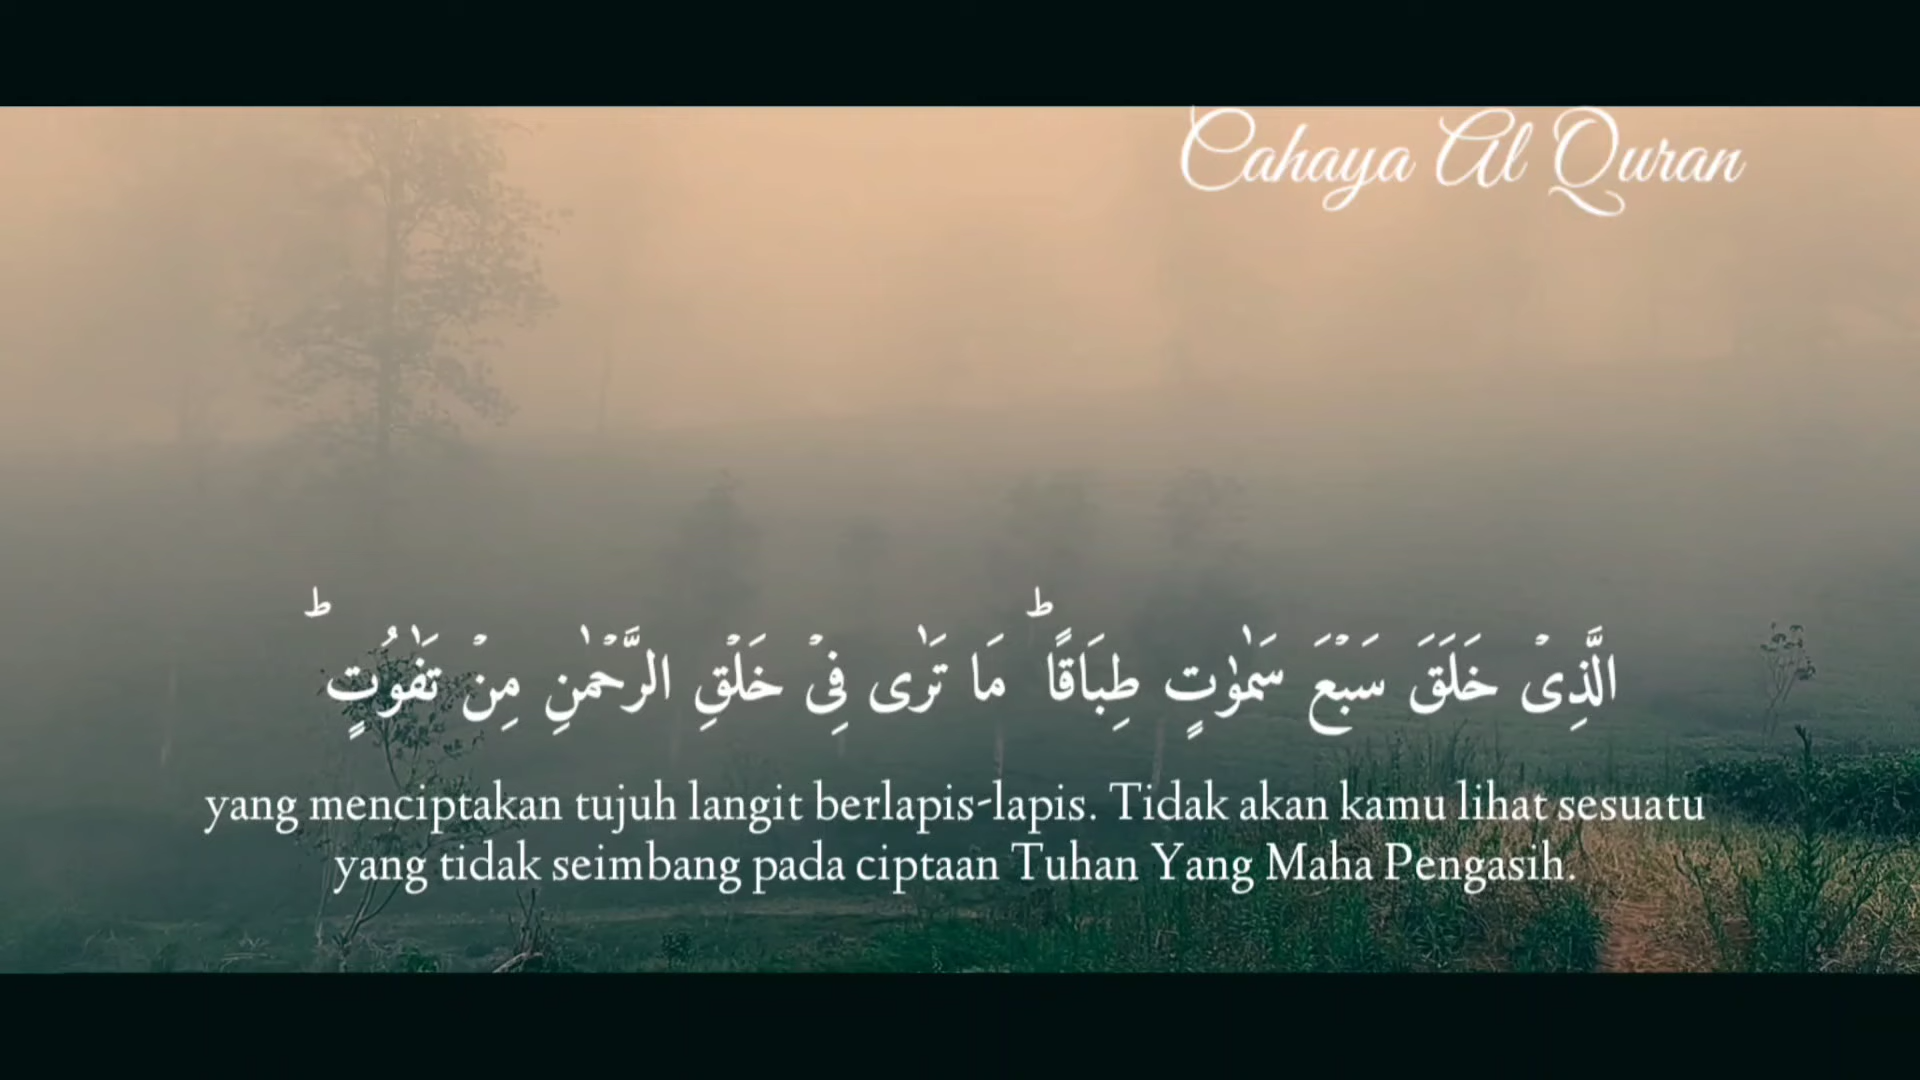 Cahaya Al Quran
الَّذِىۡ خَلَقَ سَبۡعَ سَمٰوٰتٍ طِبَاقًا ؕ مَا تَرٰى فِىۡ خَلۡقِ الرَّحۡمٰنِ مِنۡ تَفٰوُتٍ ؕ
yang menciptakan tujuh langit berlapis-lapis. Tidak akan kamu lihat sesuatu
yang tidak seimbang pada ciptaan Tuhan Yang Maha Pengasih.